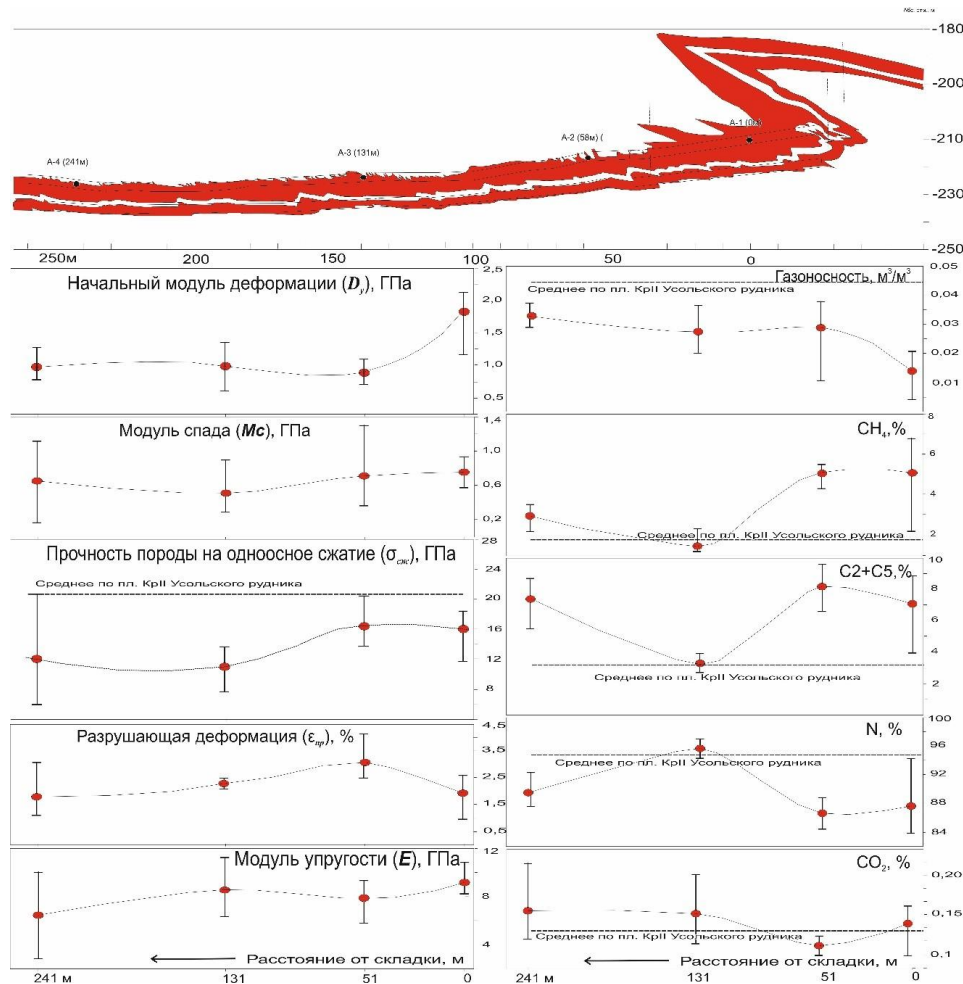 Абс. отм., м
-180
-200
-210
-230
-250
А-4 (241м)
А-3 (131м)
А-2 (58м) (
А-1 (0м)
250м
200
150
100
50
0
Начальный модуль деформации (Dу), ГПа
2,5
2,0
1,5
1,0
0,5
Модуль спада (Мс), ГПа
1,4
1,0
0,6
0,2
Прочность породы на одноосное сжатие (σсж), ГПа
28
24
20
16
12
8
Среднее по пл. КрII Усольского рудника
Разрушающая деформация (εпр), %
4,5
3,5
2,5
1,5
0,5
Модуль упругости (Е), ГПа
12
8
4
Расстояние от складки, м
241 м
131
51
0
Газоносность, м³/м³
0,05
0,04
0,03
0,02
0,01
Среднее по пл. КрII Усольского рудника
CH₄,%
8
6
4
2
Среднее по пл. КрII Усольского рудника
С2+С5,%
10
8
6
4
2
Среднее по пл. КрII Усольского рудника
N, %
100
96
92
88
84
Среднее по пл. КрII Усольского рудника
CO₂, %
0,20
0,15
0,1
Среднее по пл. КрII Усольского рудника
Расстояние от складки, м
241 м
131
51
0